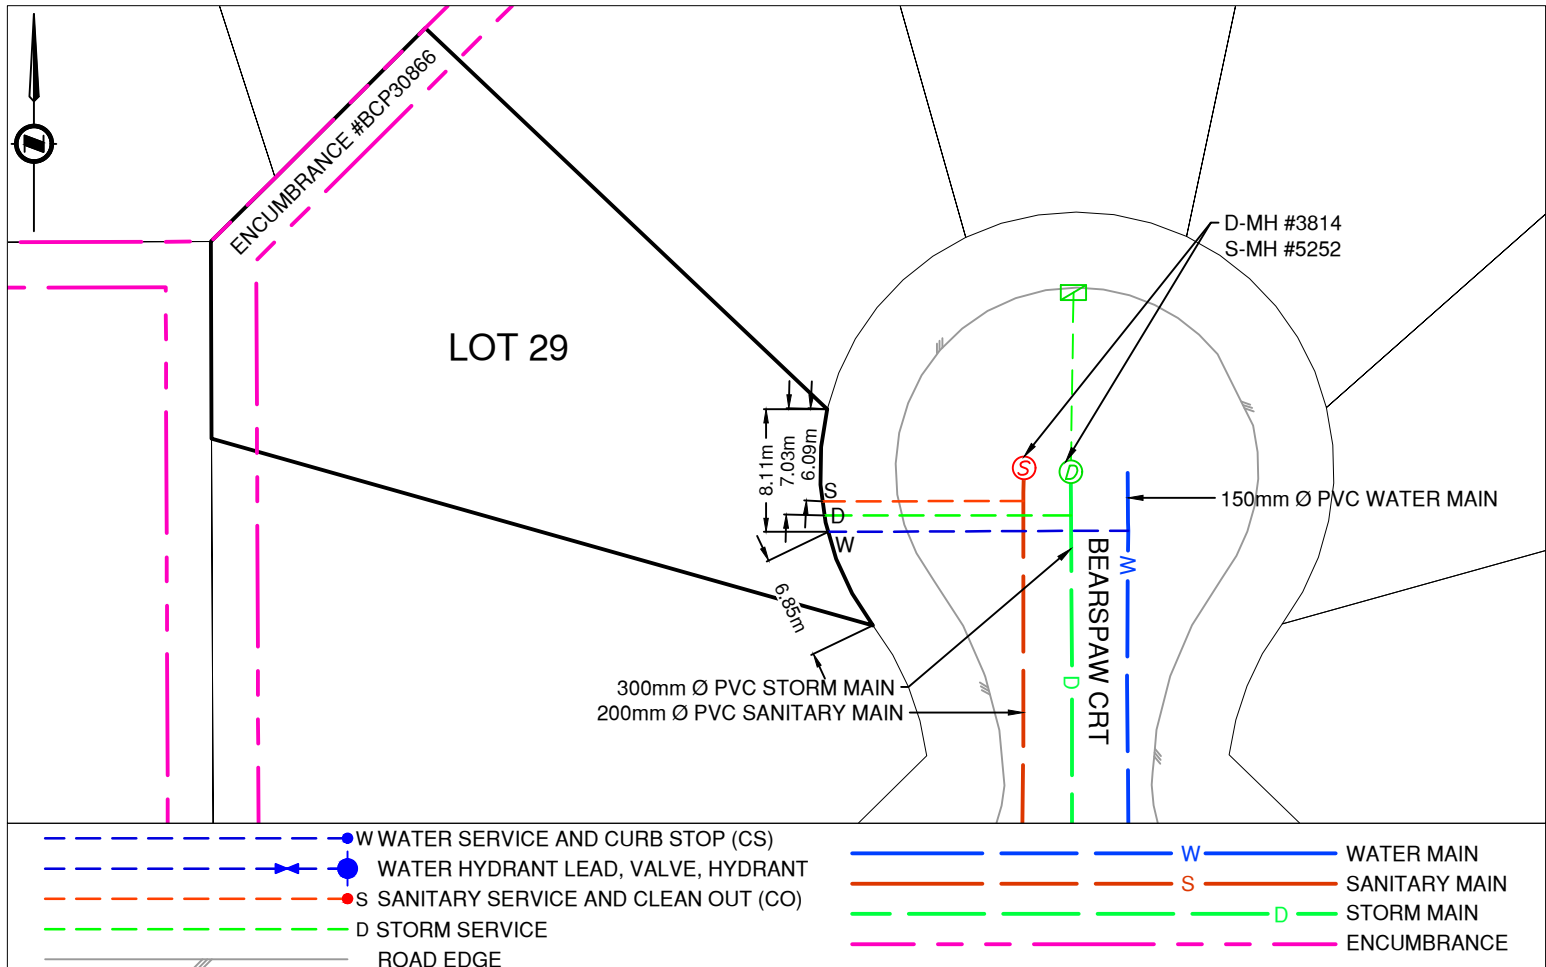 ENCUMBRANCE #BCP30866
N
D-MH #3814
S-MH #5252
LOT 29
8.11m
7.03m
6.09m
S
D
W
S
D
150mm Ø PVC WATER MAIN
6.85m
W
BEARSPAW CRT
D
300mm Ø PVC STORM MAIN
200mm Ø PVC SANITARY MAIN
W WATER SERVICE AND CURB STOP (CS)
WATER HYDRANT LEAD, VALVE, HYDRANT
S SANITARY SERVICE AND CLEAN OUT (CO)
D STORM SERVICE
ROAD EDGE
W WATER MAIN
S SANITARY MAIN
D STORM MAIN
ENCUMBRANCE